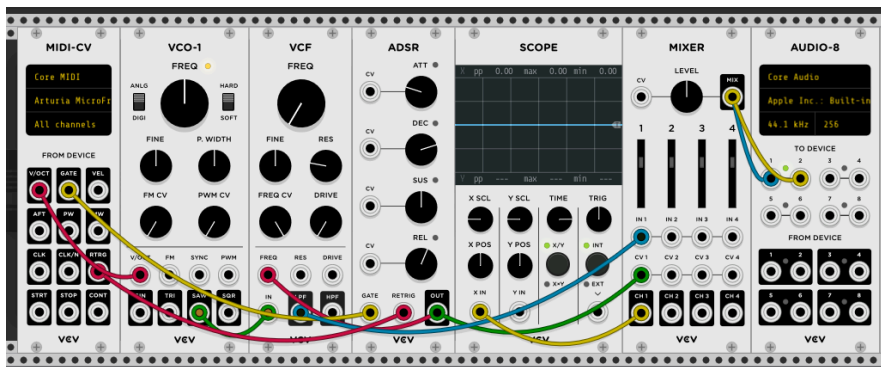 MIDI-CV
Core MIDI
Arturia MicroFr
All channels
FROM DEVICE
V/OCT GATE VEL
AFT PW MW
CLK CLK/N RTRG
STRT STOP CONT
VCV
VCO-1
FREQ
ANLG HARD
DIGI SOFT
FINE P. WIDTH
FM CV PWM CV
V/OCT FM SYNC PWM
SIN TRI SAW SQR
VCV
VCF
FREQ
FINE RES
FREQ CV DRIVE
FREQ RES DRIVE
IN LPF HPF
VCV
ADSR
ATT
CV
DEC
CV
SUS
CV
REL
CV
GATE RETRIG OUT
VCV
SCOPE
X pp 0.00 max 0.00 min 0.00
Y pp --- max --- min ---
X SCL Y SCL TIME TRIG
X POS Y POS X/Y INT
X×Y EXT
X IN Y IN
VCV
MIXER
LEVEL
CV MIX
1 2 3 4
IN 1 IN 2 IN 3 IN 4
CV 1 CV 2 CV 3 CV 4
CH 1 CH 2 CH 3 CH 4
VCV
AUDIO-8
Core Audio
Apple Inc.: Built-in
44.1 kHz 256
TO DEVICE
1 2 3 4
5 6 7 8
FROM DEVICE
1 2 3 4
5 6 7 8
VCV